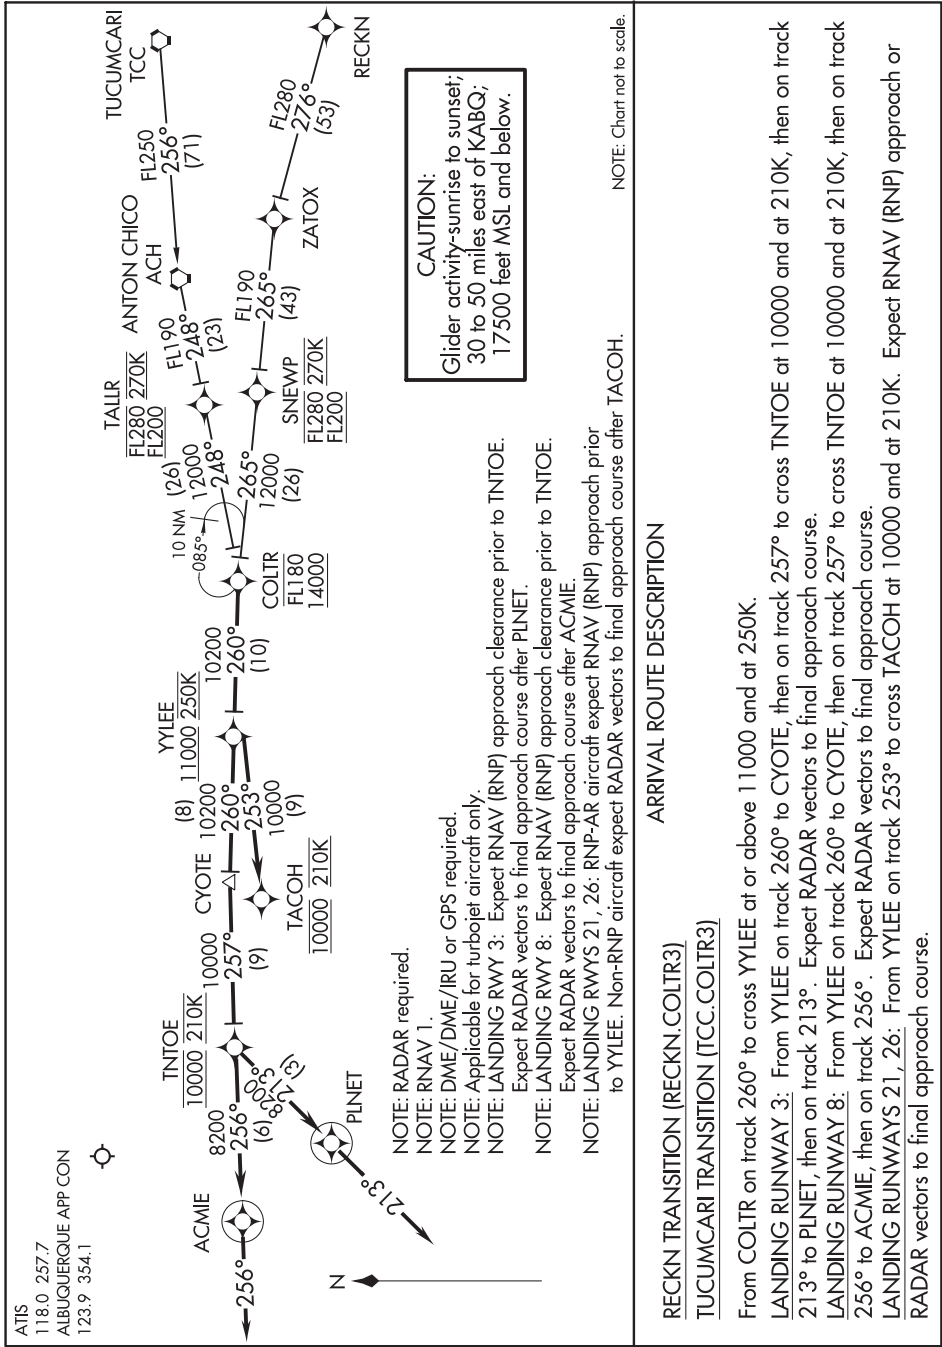 ATIS
118.0 257.7
ALBUQUERQUE APP CON
123.9 354.1
TUCUMCARI
TCC
FL250
256°
(71)
ANTON CHICO
ACH
FL190
248°
(23)
TALLR
FL280 270K
FL200
(26)
12000
248°
RECKN
FL280
276°
(53)
ZATOX
FL190
265°
(43)
SNEWP
FL280 270K
FL200
265°
12000
(26)
10 NM
085°
COLTR
FL180
14000
10200
260°
(10)
YYLEE
11000 250K
(8)
10200
260°
253°
10000
(9)
CYOTE
TACOH
10000 210K
10000
257°
(9)
TNTOE
10000 210K
8200
256°
(6)
8200
213°
(3)
ACMIE
256°
PLNET
213°
N
CAUTION:
Glider activity-sunrise to sunset;
30 to 50 miles east of KABQ;
17500 feet MSL and below.
NOTE: RADAR required.
NOTE: RNAV 1.
NOTE: DME/DME/IRU or GPS required.
NOTE: Applicable for turbojet aircraft only.
NOTE: LANDING RWY 3: Expect RNAV (RNP) approach clearance prior to TNTOE.
Expect RADAR vectors to final approach course after PLNET.
NOTE: LANDING RWY 8: Expect RNAV (RNP) approach clearance prior to TNTOE.
Expect RADAR vectors to final approach course after ACMIE.
NOTE: LANDING RWYS 21, 26: RNP-AR aircraft expect RNAV (RNP) approach prior
to YYLEE. Non-RNP aircraft expect RADAR vectors to final approach course after TACOH.
NOTE: Chart not to scale.
ARRIVAL ROUTE DESCRIPTION
RECKN TRANSITION (RECKN.COLTR3)
TUCUMCARI TRANSITION (TCC.COLTR3)
From COLTR on track 260° to cross YYLEE at or above 11000 and at 250K.
LANDING RUNWAY 3: From YYLEE on track 260° to CYOTE, then on track 257° to cross TNTOE at 10000 and at 210K, then on track
213° to PLNET, then on track 213°. Expect RADAR vectors to final approach course.
LANDING RUNWAY 8: From YYLEE on track 260° to CYOTE, then on track 257° to cross TNTOE at 10000 and at 210K, then on track
256° to ACMIE, then on track 256°. Expect RADAR vectors to final approach course.
LANDING RUNWAYS 21, 26: From YYLEE on track 253° to cross TACOH at 10000 and at 210K. Expect RNAV (RNP) approach or
RADAR vectors to final approach course.